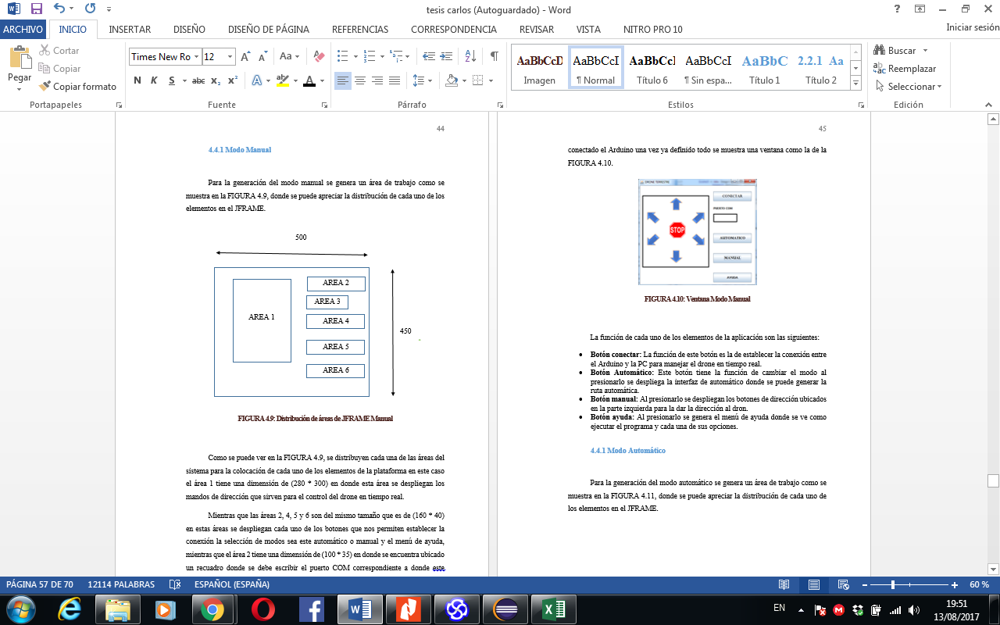 tesis carlos (Autoguardado) - Word
ARCHIVO INICIO INSERTAR DISEÑO DISEÑO DE PÁGINA REFERENCIAS CORRESPONDENCIA REVISAR VISTA NITRO PRO 10 Iniciar sesión
Pegar
Cortar
Copiar
Copiar formato
Portapapeles
Times New Ro 12
Fuente
Párrafo
AaBbCcD AaBbCcI AaBbCcI AaBbCcI AaBbC 2.2.1 Aa
Imagen ¶ Normal Título 6 ¶ Sin espa... Título 1 Título 2
Estilos
Buscar
Reemplazar
Seleccionar
Edición
44
4.4.1 Modo Manual
Para la generación del modo manual se genera un área de trabajo como se
muestra en la FIGURA 4.9, donde se puede apreciar la distribución de cada uno de los
elementos en el JFRAME.
500
AREA 1
AREA 2
AREA 3
AREA 4
AREA 5
AREA 6
450
FIGURA 4.9: Distribución de áreas de JFRAME Manual
Como se puede ver en la FIGURA 4.9, se distribuyen cada una de las áreas del
sistema para la colocación de cada uno de los elementos de la plataforma en este caso
el área 1 tiene una dimensión de (280 * 300) en donde esta área se despliegan los
mandos de dirección que sirven para el control del drone en tiempo real.
Mientras que las áreas 2, 4, 5 y 6 son del mismo tamaño que es de (160 * 40)
en estas áreas se despliegan cada uno de los botones que nos permiten establecer la
conexión la selección de modos sea este automático o manual y el menú de ayuda,
mientras que el área 2 tiene una dimensión de (100 * 35) en donde se encuentra ubicado
un recuadro donde se debe escribir el puerto COM correspondiente a donde este
45
conectado el Arduino una vez ya definido todo se muestra una ventana como la de la
FIGURA 4.10.
DRONE TERRESTRE
CONECTAR
PUERTO COM
STOP
AUTOMATICO
MANUAL
AYUDA
FIGURA 4.10: Ventana Modo Manual
La función de cada uno de los elementos de la aplicación son las siguientes:
• Botón conectar: La función de este botón es la de establecer la conexión entre
el Arduino y la PC para manejar el drone en tiempo real.
• Botón Automático: Este botón tiene la función de cambiar el modo al
presionarlo se despliega la interfaz de automático donde se puede generar la
ruta automática.
• Botón manual: Al presionarlo se despliegan los botones de dirección ubicados
en la parte izquierda para la dar la dirección al dron.
• Botón ayuda: Al presionarlo se genera el menú de ayuda donde se ve como
ejecutar el programa y cada una de sus opciones.
4.4.1 Modo Automático
Para la generación del modo automático se genera un área de trabajo como se
muestra en la FIGURA 4.11, donde se puede apreciar la distribución de cada uno de
los elementos en el JFRAME.
PÁGINA 57 DE 70 12114 PALABRAS ESPAÑOL (ESPAÑA) 60 %
EN 19:51
13/08/2017